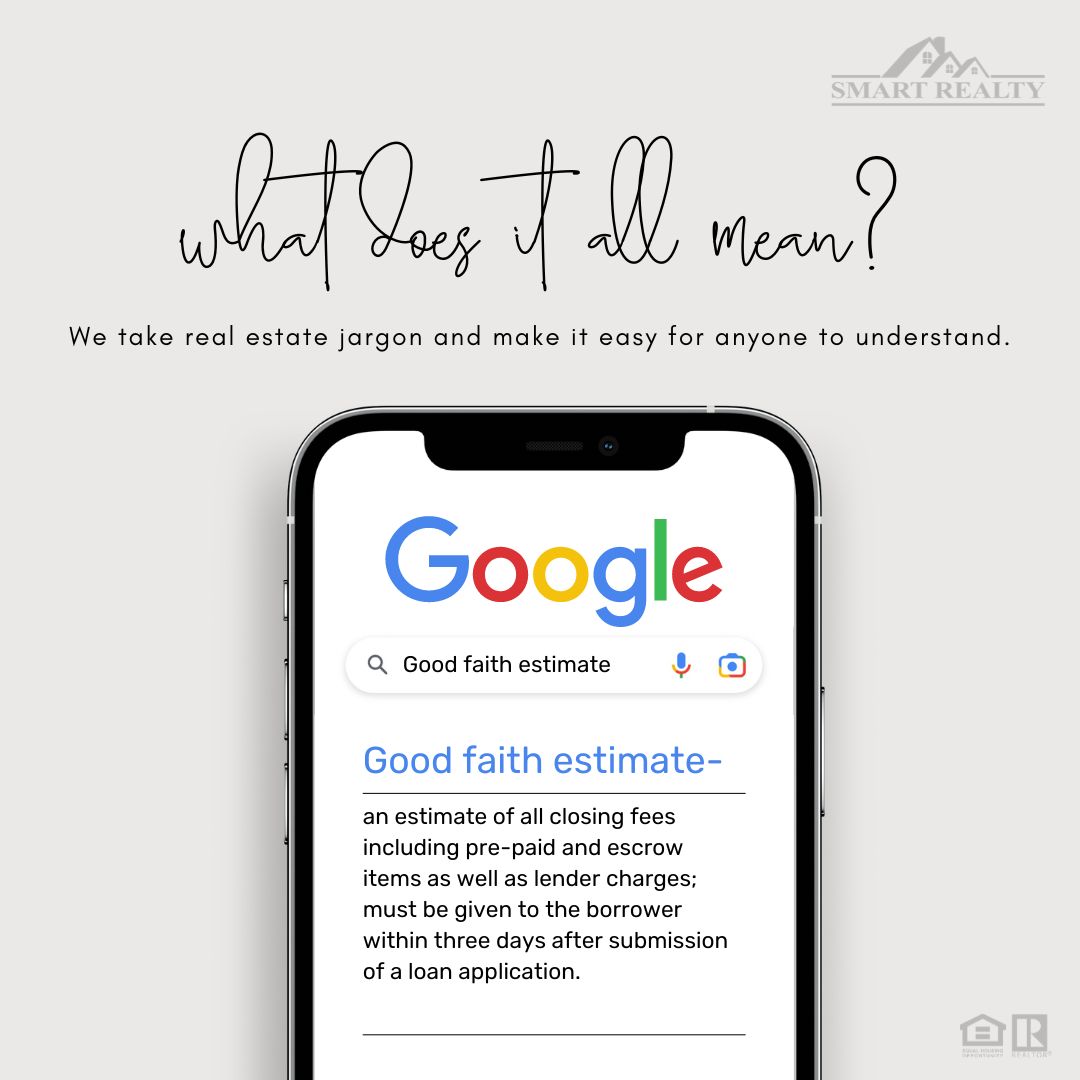 SMART REALTY
what does it all mean?
We take real estate jargon and make it easy for anyone to understand.
Google
Good faith estimate
Good faith estimate-
an estimate of all closing fees
including pre-paid and escrow
items as well as lender charges;
must be given to the borrower
within three days after submission
of a loan application.
EQUAL HOUSING
OPPORTUNITY
REALTOR®